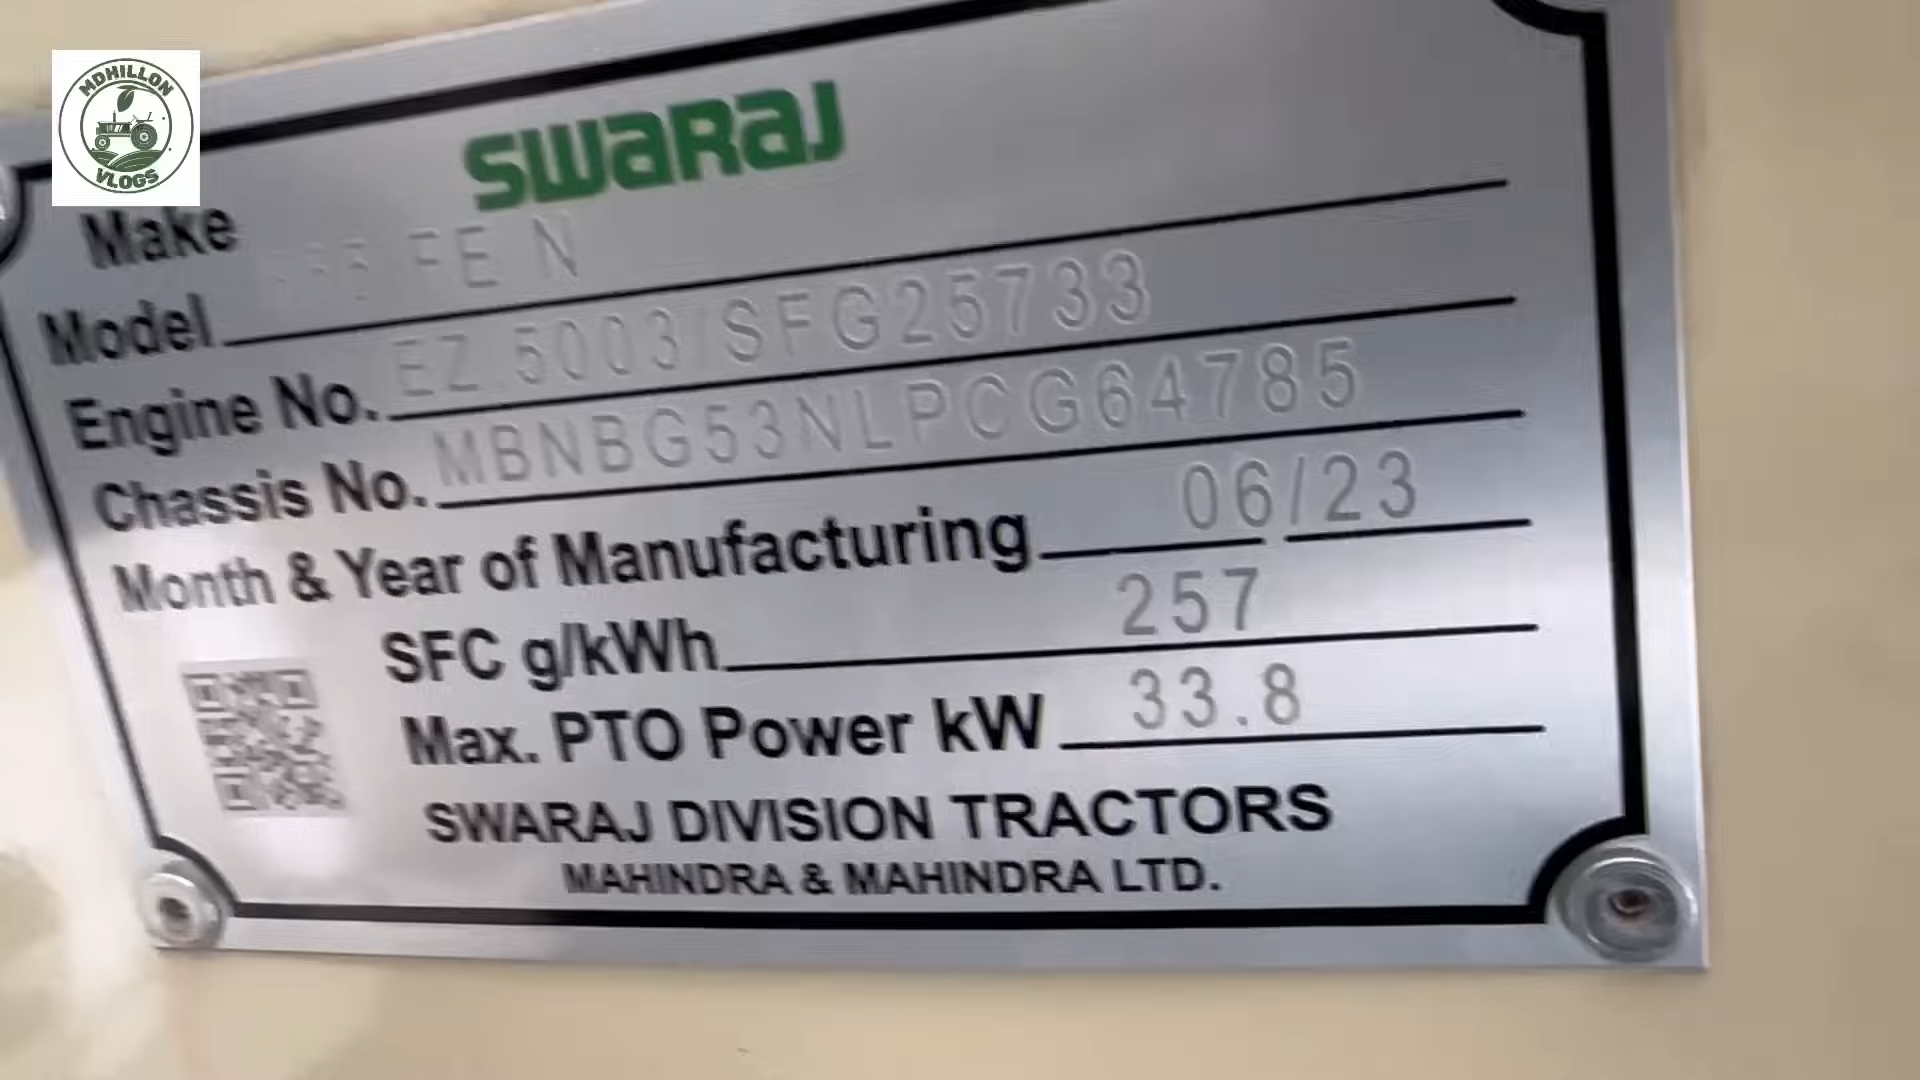 MDHILLON
VLOGS
Make SWARAJ
Model FE N
Engine No. EZ 5003/SFG25733
Chassis No. MBNBG53NLPCG64785
Month & Year of Manufacturing 06/23
SFC g/kWh 257
Max. PTO Power kW 33.8
SWARAJ DIVISION TRACTORS
MAHINDRA & MAHINDRA LTD.